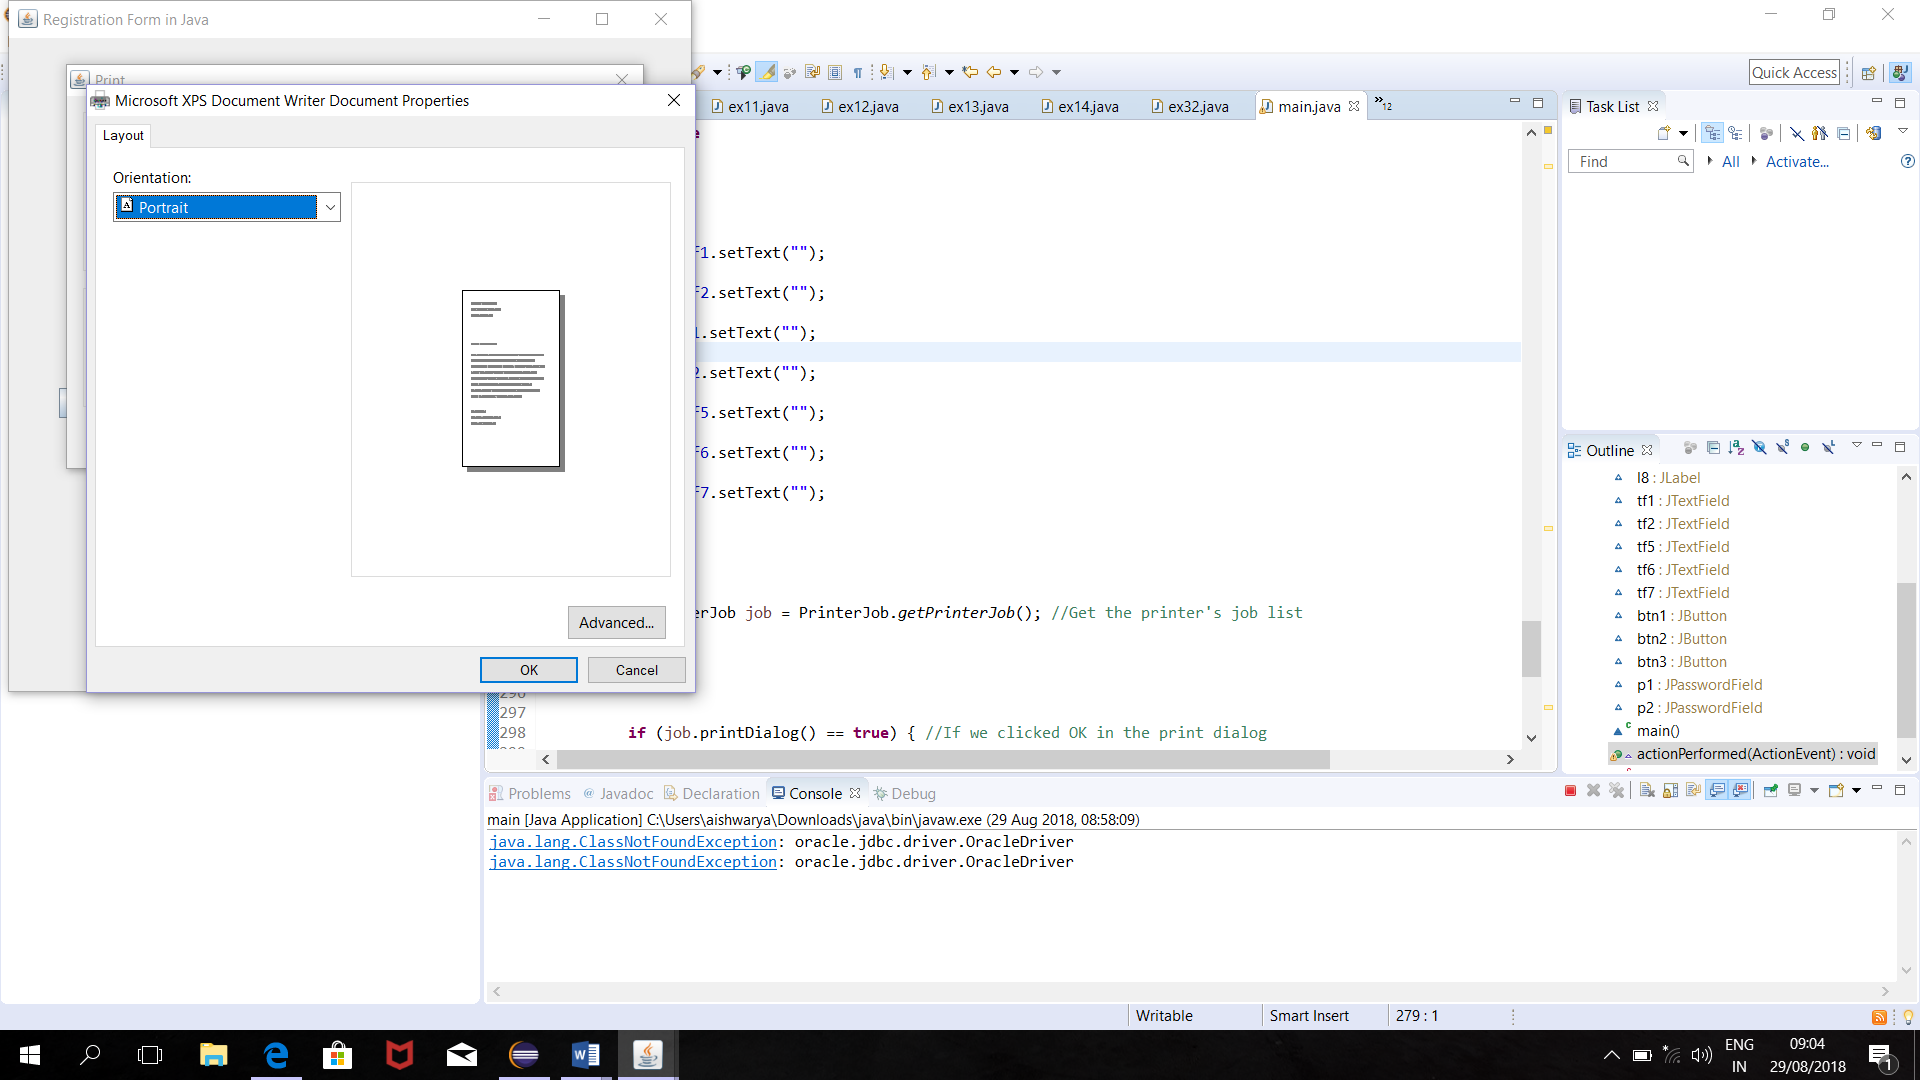 Registration Form in Java
Print
Microsoft XPS Document Writer Document Properties
Layout
Orientation:
Portrait
Advanced...
OK
Cancel
Quick Access
ex11.java
ex12.java
ex13.java
ex14.java
ex32.java
main.java
»12
e
f1.setText("");
f2.setText("");
1.setText("");
2.setText("");
f5.setText("");
f6.setText("");
f7.setText("");
erJob job = PrinterJob.getPrinterJob(); //Get the printer's job list
296
297
298 if (job.printDialog() == true) { //If we clicked OK in the print dialog
Task List
Find
All
Activate...
Outline
l8 : JLabel
tf1 : JTextField
tf2 : JTextField
tf5 : JTextField
tf6 : JTextField
tf7 : JTextField
btn1 : JButton
btn2 : JButton
btn3 : JButton
p1 : JPasswordField
p2 : JPasswordField
main()
actionPerformed(ActionEvent) : void
Problems
@ Javadoc
Declaration
Console
Debug
main [Java Application] C:\Users\aishwarya\Downloads\java\bin\javaw.exe (29 Aug 2018, 08:58:09)
java.lang.ClassNotFoundException: oracle.jdbc.driver.OracleDriver
java.lang.ClassNotFoundException: oracle.jdbc.driver.OracleDriver
Writable
Smart Insert
279 : 1
ENG
IN
09:04
29/08/2018
1